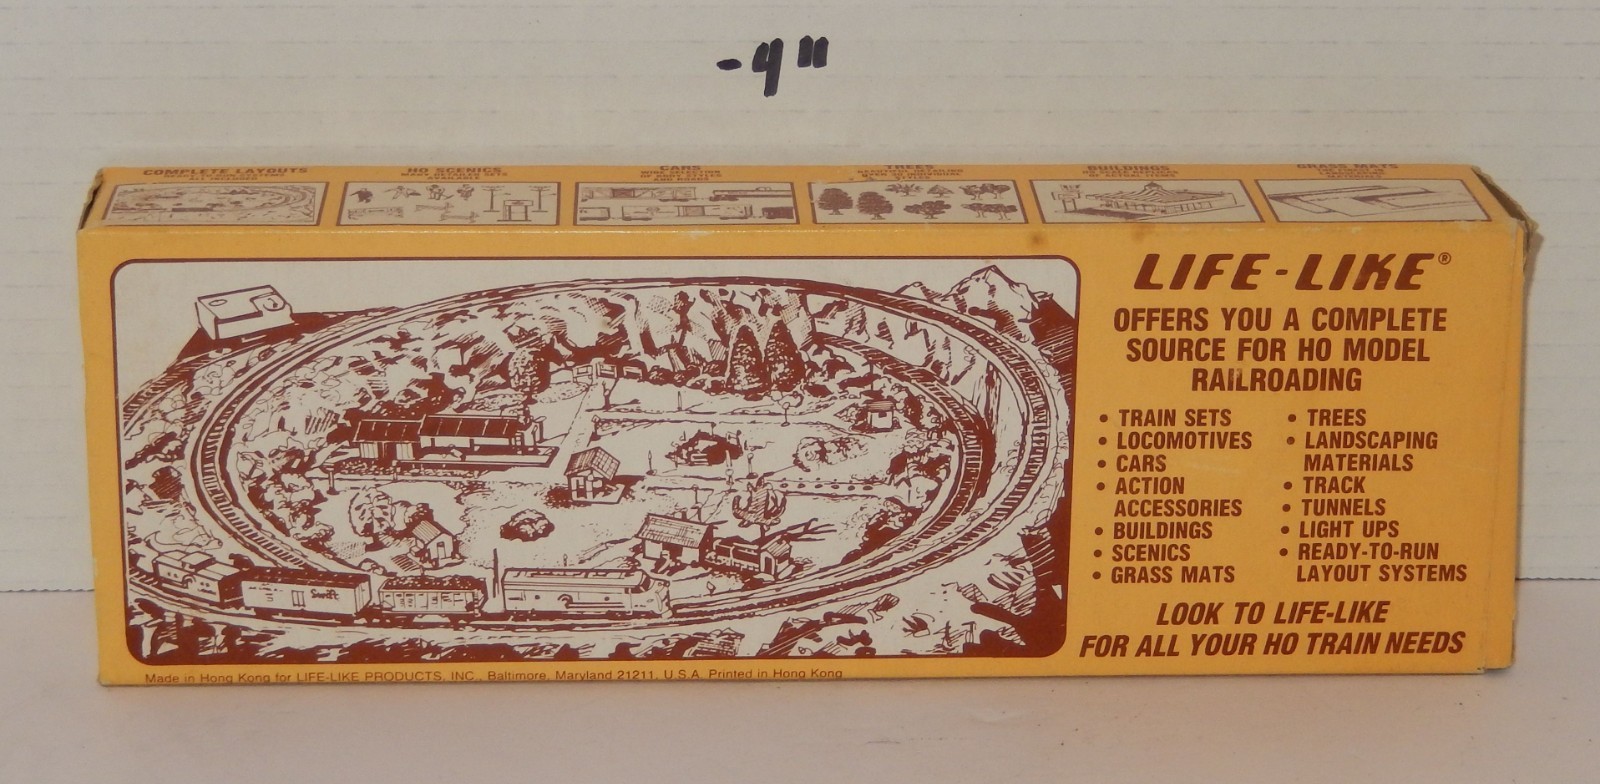 -9"
COMPLETE LAYOUTS
HO SCENICS
CARS
WIDE SELECTION
TREES
BUILDINGS
GRASS MATS
LIFE-LIKE®
OFFERS YOU A COMPLETE
SOURCE FOR HO MODEL
RAILROADING
• TRAIN SETS
• LOCOMOTIVES
• CARS
• ACTION
ACCESSORIES
• BUILDINGS
• SCENICS
• GRASS MATS
• TREES
• LANDSCAPING
MATERIALS
• TRACK
• TUNNELS
• LIGHT UPS
• READY-TO-RUN
LAYOUT SYSTEMS
LOOK TO LIFE-LIKE
FOR ALL YOUR HO TRAIN NEEDS
Swift
Made in Hong Kong for LIFE-LIKE PRODUCTS, INC., Baltimore, Maryland 21211, U.S.A. Printed in Hong Kong